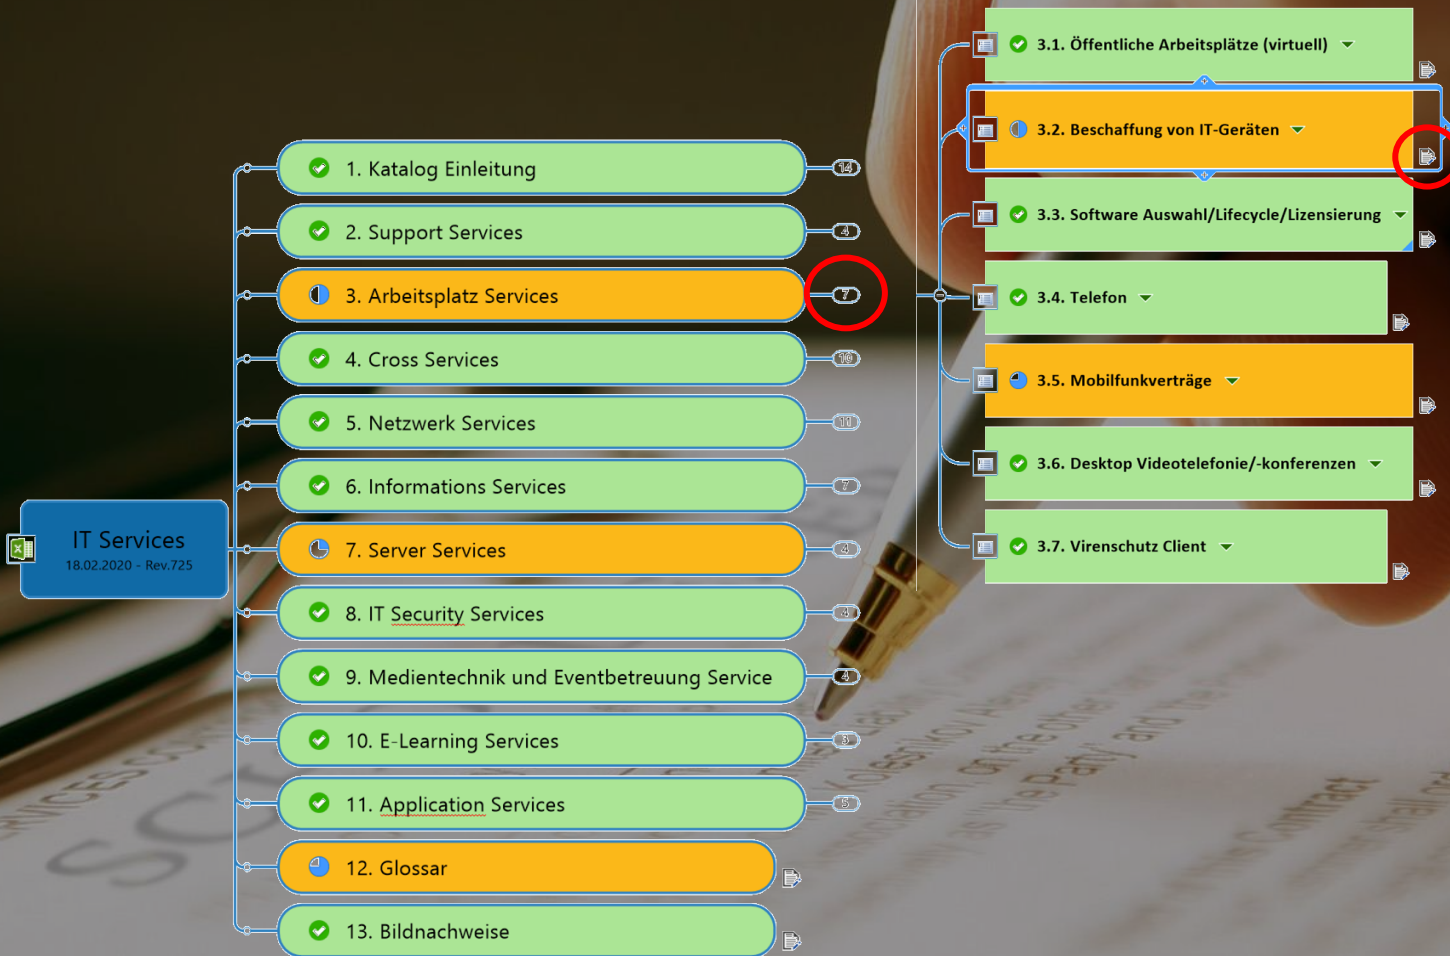 IT Services
18.02.2020 - Rev.725
1. Katalog Einleitung
14
2. Support Services
4
3. Arbeitsplatz Services
7
4. Cross Services
10
5. Netzwerk Services
11
6. Informations Services
7
7. Server Services
4
8. IT Security Services
4
9. Medientechnik und Eventbetreuung Service
4
10. E-Learning Services
3
11. Application Services
5
12. Glossar
13. Bildnachweise
3.1. Öffentliche Arbeitsplätze (virtuell)
3.2. Beschaffung von IT-Geräten
3.3. Software Auswahl/Lifecycle/Lizensierung
3.4. Telefon
3.5. Mobilfunkverträge
3.6. Desktop Videotelefonie/-konferenzen
3.7. Virenschutz Client
Contract